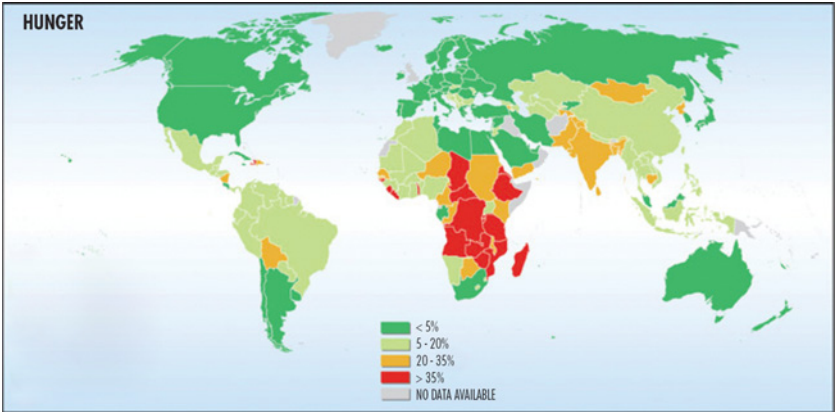 HUNGER
< 5%
5 - 20%
20 - 35%
> 35%
NO DATA AVAILABLE